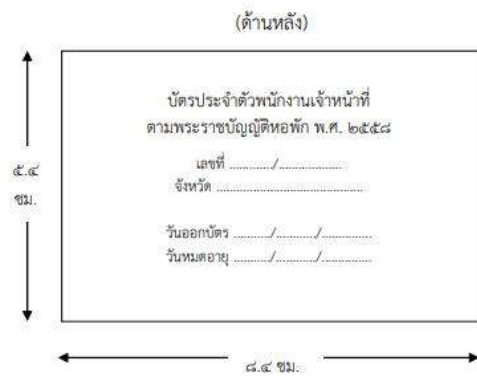 (ด้านหลัง)
บัตรประจำตัวพนักงานเจ้าหน้าที่
ตามพระราชบัญญัติหอพัก พ.ศ. ๒๕๕๘
เลขที่ ............/....................
จังหวัด ..............................................
วันออกบัตร ............/............/................
วันหมดอายุ ............/............/................
๕.๔
ซม.
๘.๔ ซม.